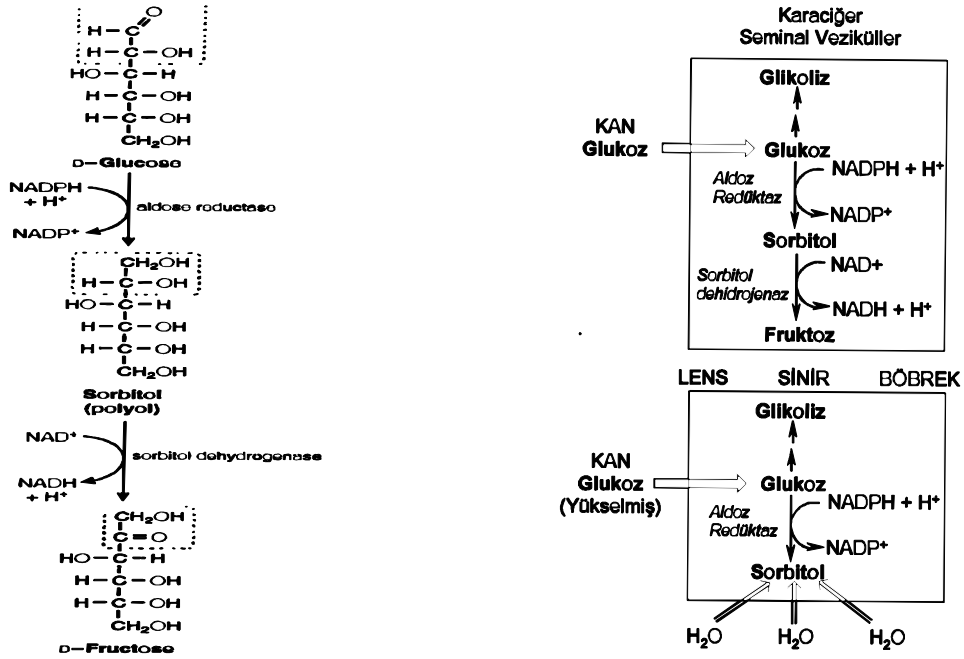 H–C=O
H–C–OH
HO–C–H
H–C–OH
H–C–OH
CH₂OH
D–Glucose
NADPH
+ H⁺
aldose reductase
NADP⁺
CH₂OH
H–C–OH
HO–C–H
H–C–OH
H–C–OH
CH₂OH
Sorbitol
(polyol)
NAD⁺
sorbitol dehydrogenase
NADH
+ H⁺
CH₂OH
C=O
HO–C–H
H–C–OH
H–C–OH
CH₂OH
D–Fructose
Karaciğer
Seminal Veziküller
Glikoliz
KAN
Glukoz
Glukoz
Aldoz
Redüktaz
NADPH + H⁺
NADP⁺
Sorbitol
Sorbitol
dehidrojenaz
NAD+
NADH + H⁺
Fruktoz
LENS SİNİR BÖBREK
Glikoliz
KAN
Glukoz
(Yükselmiş)
Glukoz
Aldoz
Redüktaz
NADPH + H⁺
NADP⁺
Sorbitol
H₂O H₂O H₂O